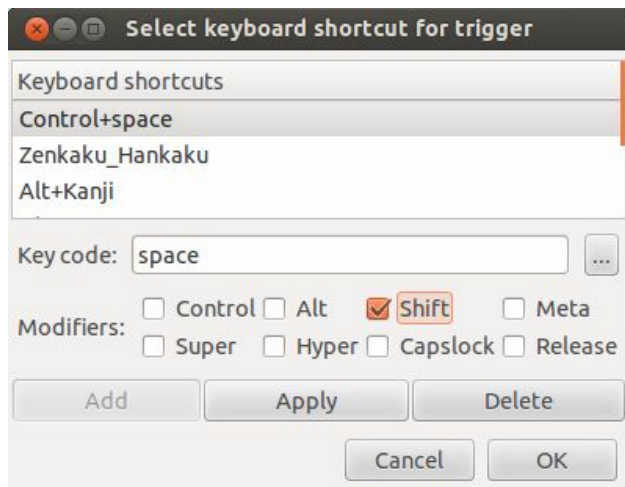 Select keyboard shortcut for trigger
Keyboard shortcuts
Control+space
Zenkaku_Hankaku
Alt+Kanji
Key code: space ...
Modifiers: Control Alt Shift Meta
Super Hyper Capslock Release
Add Apply Delete
Cancel OK